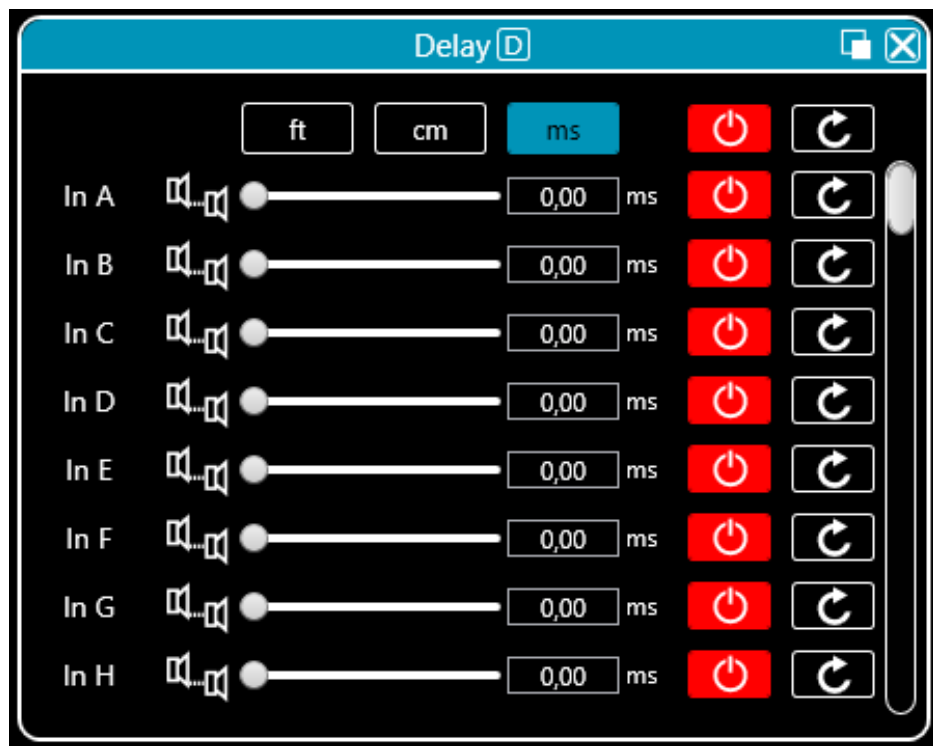 Delay D
ft cm ms
In A 0,00 ms
In B 0,00 ms
In C 0,00 ms
In D 0,00 ms
In E 0,00 ms
In F 0,00 ms
In G 0,00 ms
In H 0,00 ms